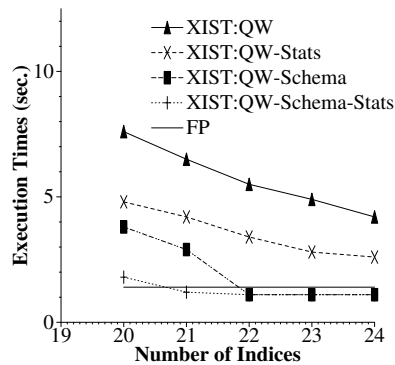 XIST:QW
XIST:QW-Stats
XIST:QW-Schema
XIST:QW-Schema-Stats
FP
10
5
0
Execution Times (sec.)
19 20 21 22 23 24
Number of Indices